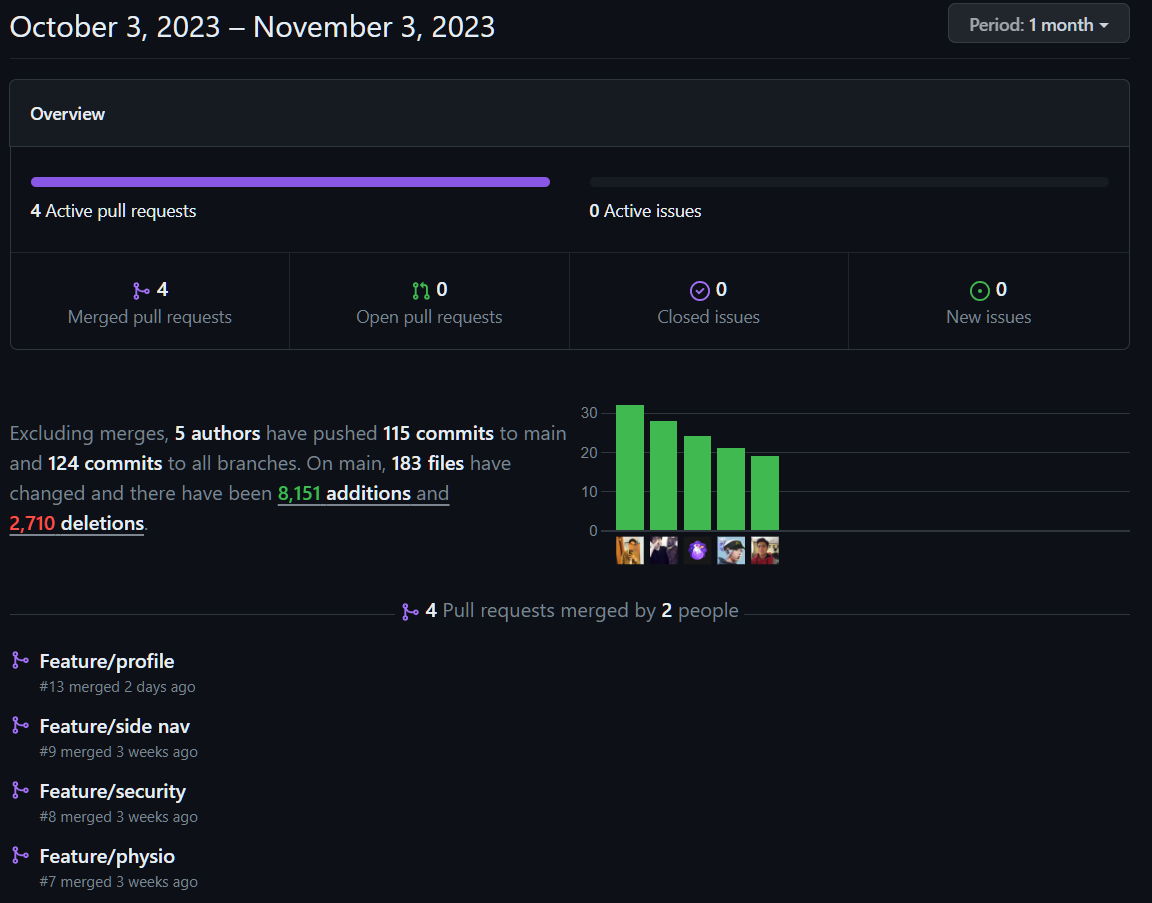 October 3, 2023 – November 3, 2023
Period: 1 month
Overview
4 Active pull requests
0 Active issues
4
Merged pull requests
0
Open pull requests
0
Closed issues
0
New issues
Excluding merges, 5 authors have pushed 115 commits to main
and 124 commits to all branches. On main, 183 files have
changed and there have been 8,151 additions and
2,710 deletions.
30
20
10
0
4 Pull requests merged by 2 people
Feature/profile
#13 merged 2 days ago
Feature/side nav
#9 merged 3 weeks ago
Feature/security
#8 merged 3 weeks ago
Feature/physio
#7 merged 3 weeks ago